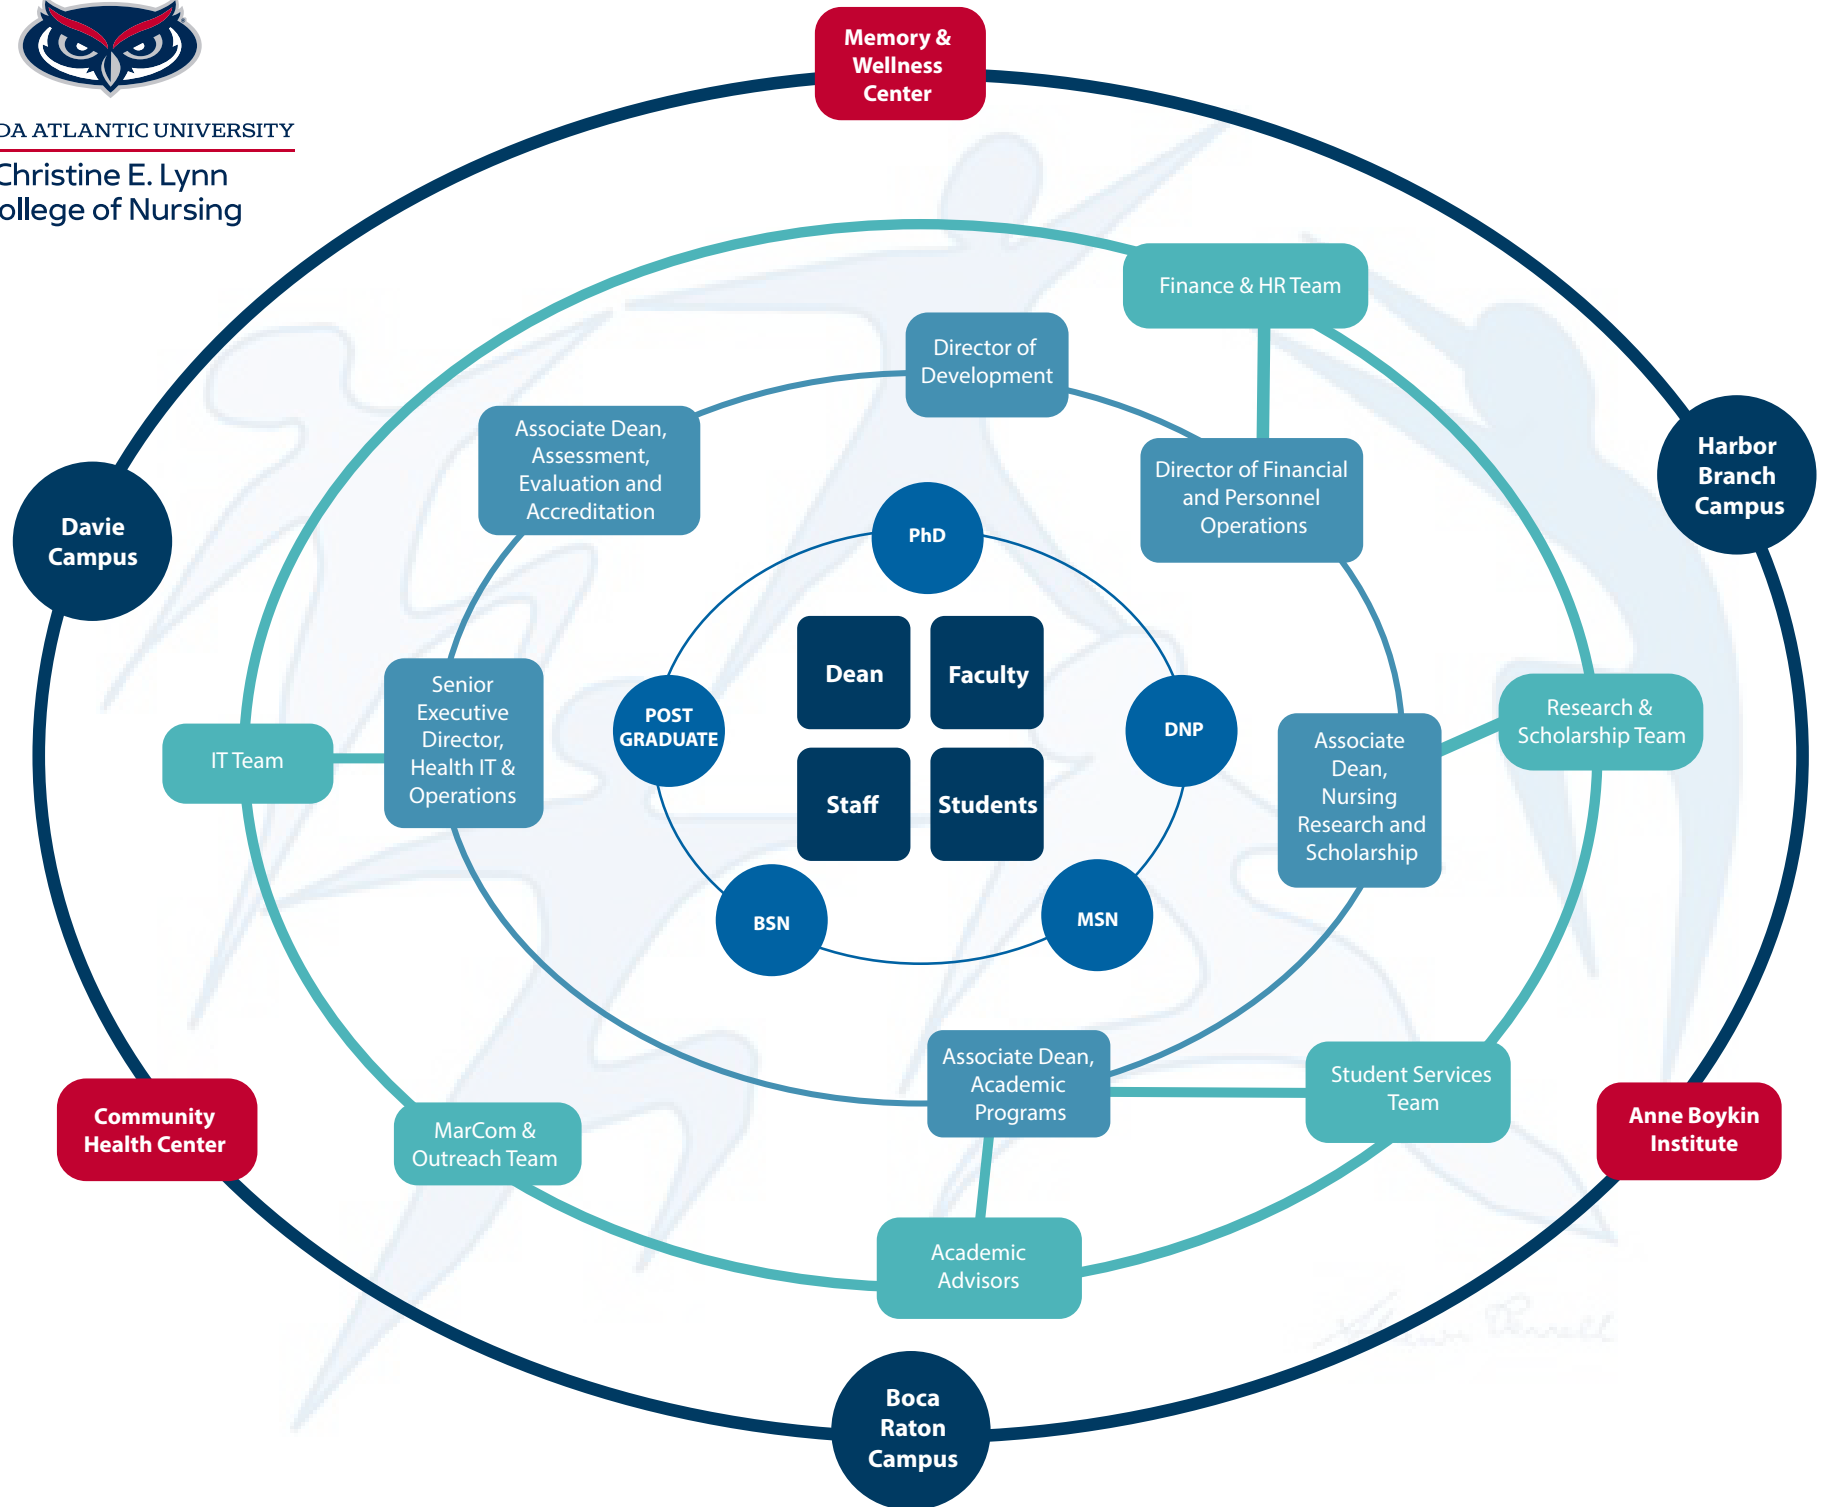 DA ATLANTIC UNIVERSITY
Christine E. Lynn
ollege of Nursing
Memory &
Wellness
Center
Finance & HR Team
Director of
Development
Associate Dean,
Assessment,
Evaluation and
Accreditation
Director of Financial
and Personnel
Operations
Harbor
Branch
Campus
Davie
Campus
PhD
Dean
Faculty
POST
GRADUATE
DNP
Staff
Students
BSN
MSN
Senior
Executive
Director,
Health IT &
Operations
IT Team
Research &
Scholarship Team
Associate
Dean,
Nursing
Research and
Scholarship
Associate Dean,
Academic
Programs
Student Services
Team
Community
Health Center
MarCom &
Outreach Team
Anne Boykin
Institute
Academic
Advisors
Boca
Raton
Campus